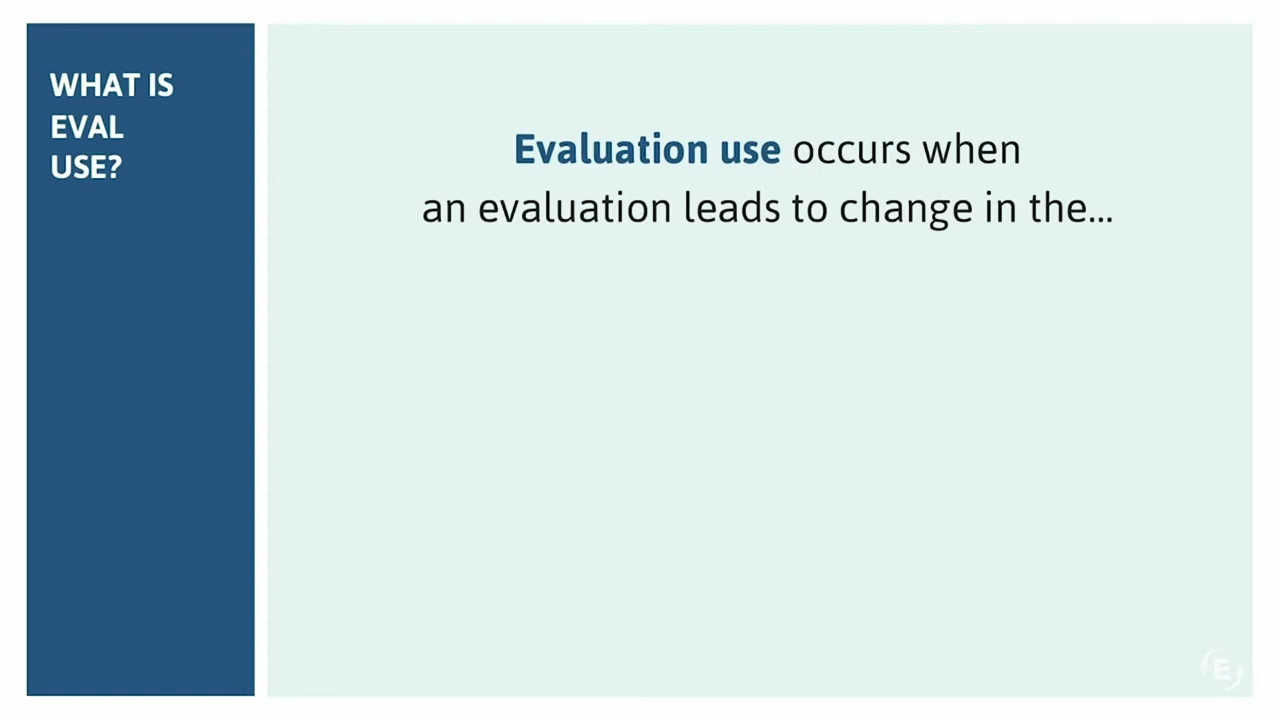 WHAT IS
EVAL
USE?
Evaluation use occurs when
an evaluation leads to change in the...
E